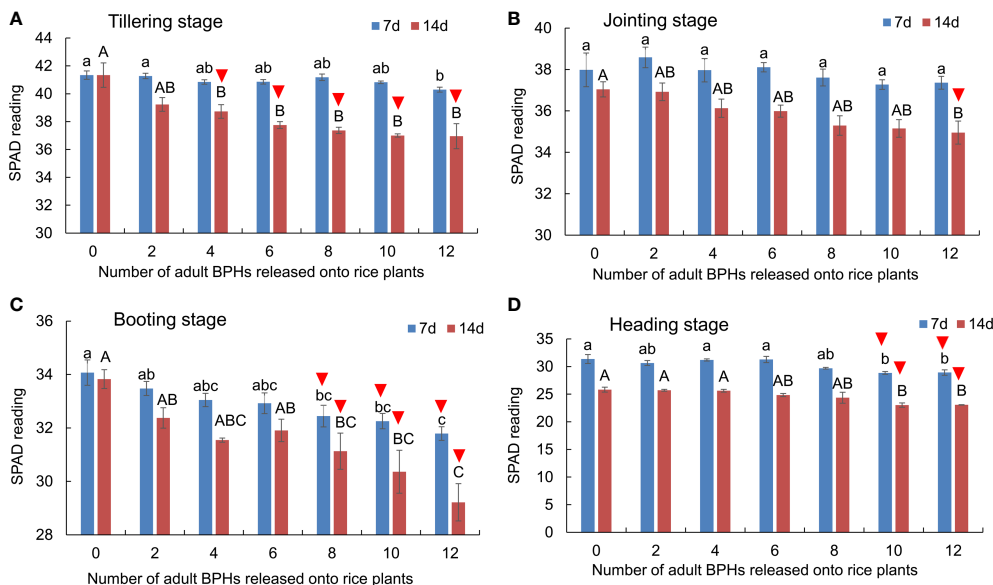 A
Tillering stage
7d 14d
SPAD reading
42
40
38
36
34
32
30
a A a AB ab B ab B ab B ab B b B
0 2 4 6 8 10 12
Number of adult BPHs released onto rice plants
B
Jointing stage
7d 14d
SPAD reading
40
38
36
34
32
30
a A a AB a AB a AB a AB a AB a B
0 2 4 6 8 10 12
Number of adult BPHs released onto rice plants
C
Booting stage
7d 14d
SPAD reading
36
34
32
30
28
a A ab AB abc ABC abc AB bc BC bc BC c C
0 2 4 6 8 10 12
Number of adult BPHs released onto rice plants
D
Heading stage
7d 14d
SPAD reading
35
30
25
20
15
10
5
0
a A ab A a A a AB ab AB b B b B
0 2 4 6 8 10 12
Number of adult BPHs released onto rice plants